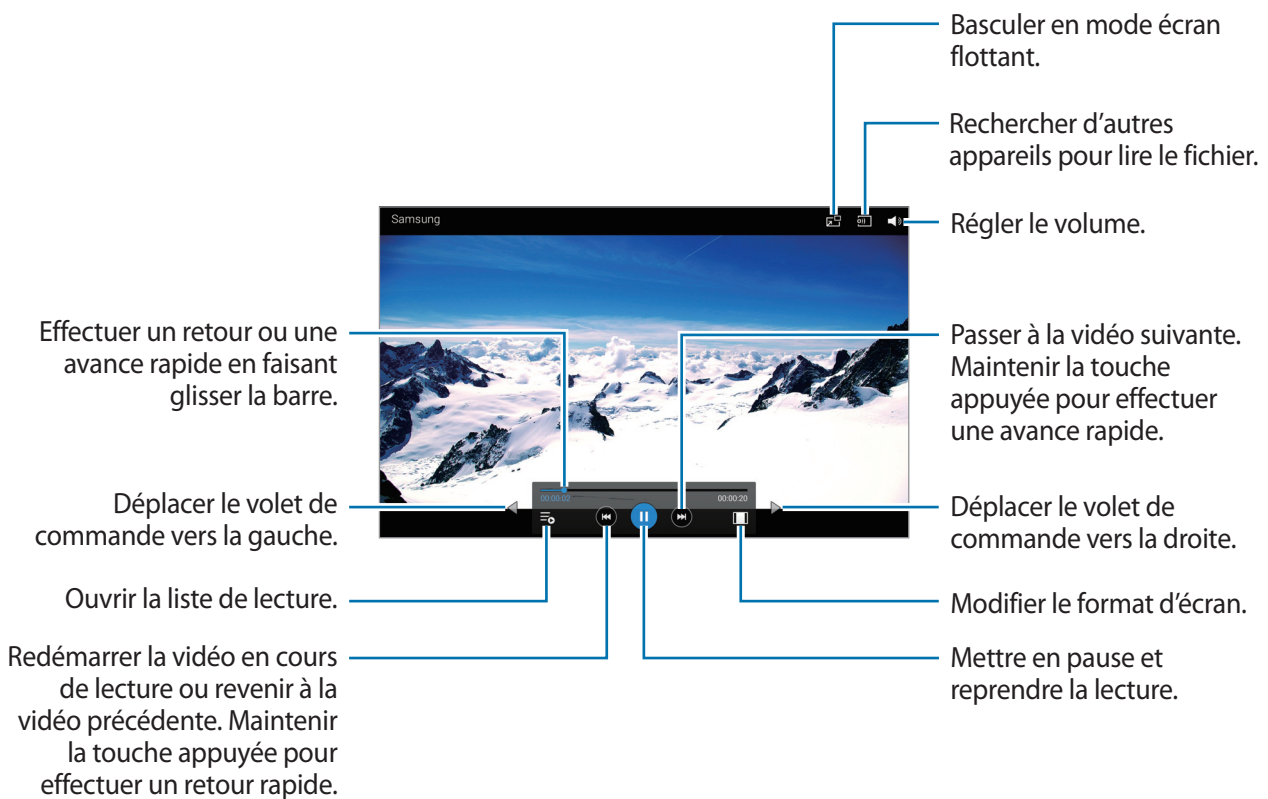 Basculer en mode écran
flottant.
Rechercher d'autres
appareils pour lire le fichier.
Samsung
Régler le volume.
Effectuer un retour ou une
avance rapide en faisant
glisser la barre.
Passer à la vidéo suivante.
Maintenir la touche
appuyée pour effectuer
une avance rapide.
00:00:02
00:00:20
Déplacer le volet de
commande vers la gauche.
Déplacer le volet de
commande vers la droite.
Ouvrir la liste de lecture.
Modifier le format d’écran.
Redémarrer la vidéo en cours
de lecture ou revenir à la
vidéo précédente. Maintenir
la touche appuyée pour
effectuer un retour rapide.
Mettre en pause et
reprendre la lecture.